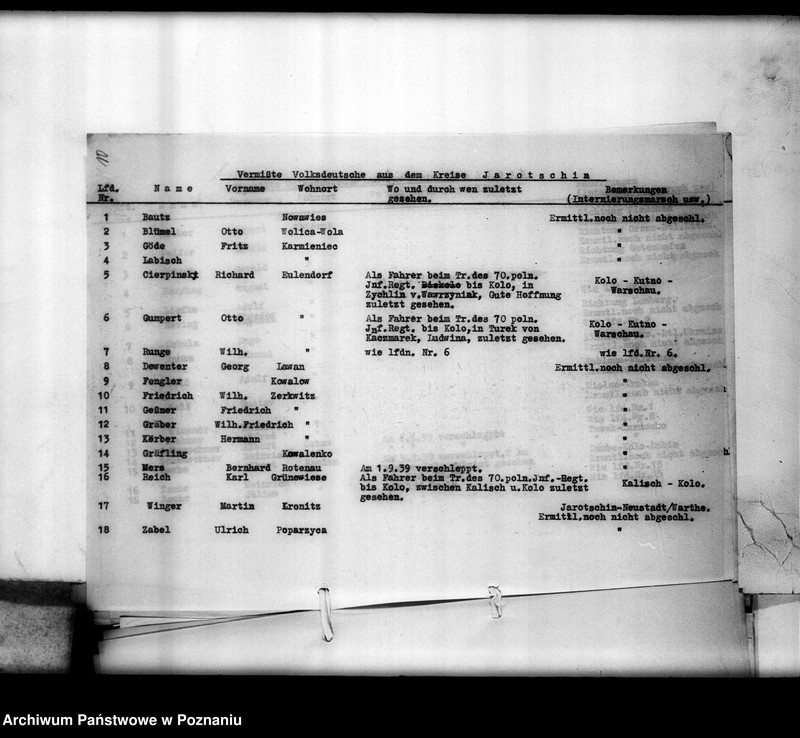 10
Vermißte Volksdeutsche aus dem Kreise Jarotschin
Lfd. Nr. Name Vorname Wohnort Wo und durch wen zuletzt gesehen. Bemerkungen (Internierungsmarsch usw.)
1 Bautz Nowawies Ermittl.noch nicht abgeschl.
2 Blümel Otto Wolica-Wola "
3 Göde Fritz Karmieniec "
4 Labisch " "
5 Cierpinski Richard Eulendorf Als Fahrer beim Tr.des 70.poln.
Jnf.Regt. bis Kolo, in Kolo - Kutno -
Zychlin v.Wawrzyniak, Gute Hoffnung Warschau.
zuletzt gesehen.
6 Gumpert Otto " Als Fahrer beim Tr.des 70 poln.
Jnf.Regt. bis Kolo,in Turek von Kolo - Kutno -
Kaczmarek, Ludwina, zuletzt gesehen. Warschau.
7 Runge Wilh. " wie lfdn. Nr. 6 wie lfd.Nr. 6.
8 Dewenter Georg Ermittl.noch nicht abgeschl.
9 Fengler Kowalow "
10 Friedrich Wilh. Zerkwitz "
11 Geßner Friedrich " "
12 Gräber Wilh.Friedrich " "
13 Körber Hermann " "
14 Gräfling Kowalenko "
15 Mers Bernhard Rotenau Am 1.9.39 verschleppt. "
16 Reich Karl Grünewiese Als Fahrer beim Tr.des 70.poln.Jnf.-Regt.
bis Kolo, zwischen Kalisch u.Kolo zuletzt Kalisch - Kolo.
gesehen.
17 Winger Martin Kronitz Jarotschin-Neustadt/Warthe.
Ermittl.noch nicht abgeschl.
18 Zabel Ulrich Poparzyca "
Archiwum Państwowe w Poznaniu